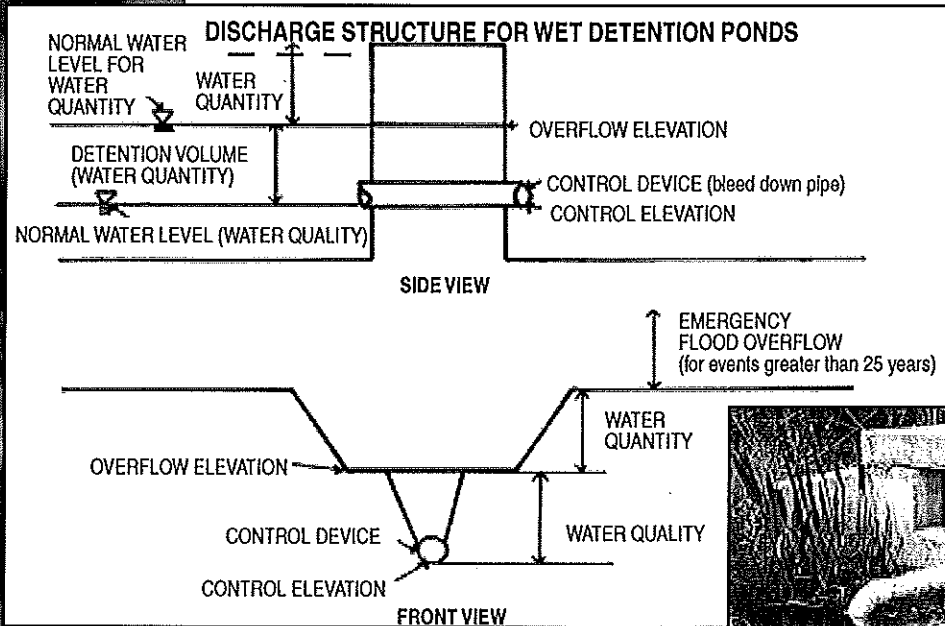 DISCHARGE STRUCTURE FOR WET DETENTION PONDS
NORMAL WATER
LEVEL FOR
WATER
QUANTITY
WATER
QUANTITY
OVERFLOW ELEVATION
DETENTION VOLUME
(WATER QUANTITY)
CONTROL DEVICE (bleed down pipe)
CONTROL ELEVATION
NORMAL WATER LEVEL (WATER QUALITY)
SIDE VIEW
EMERGENCY
FLOOD OVERFLOW
(for events greater than 25 years)
WATER
QUANTITY
OVERFLOW ELEVATION
CONTROL DEVICE
WATER QUALITY
CONTROL ELEVATION
FRONT VIEW